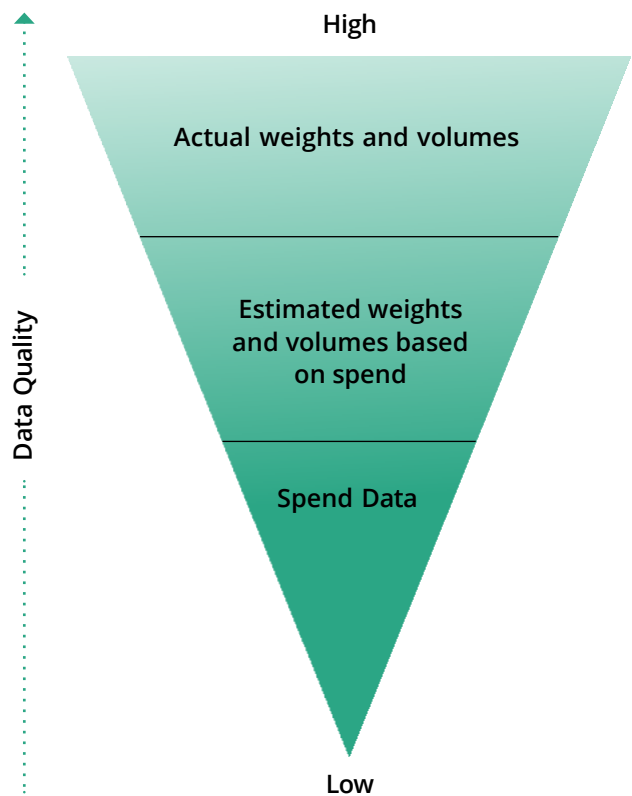 High
Actual weights and volumes
Estimated weights
and volumes based
on spend
Data Quality
Spend Data
Low